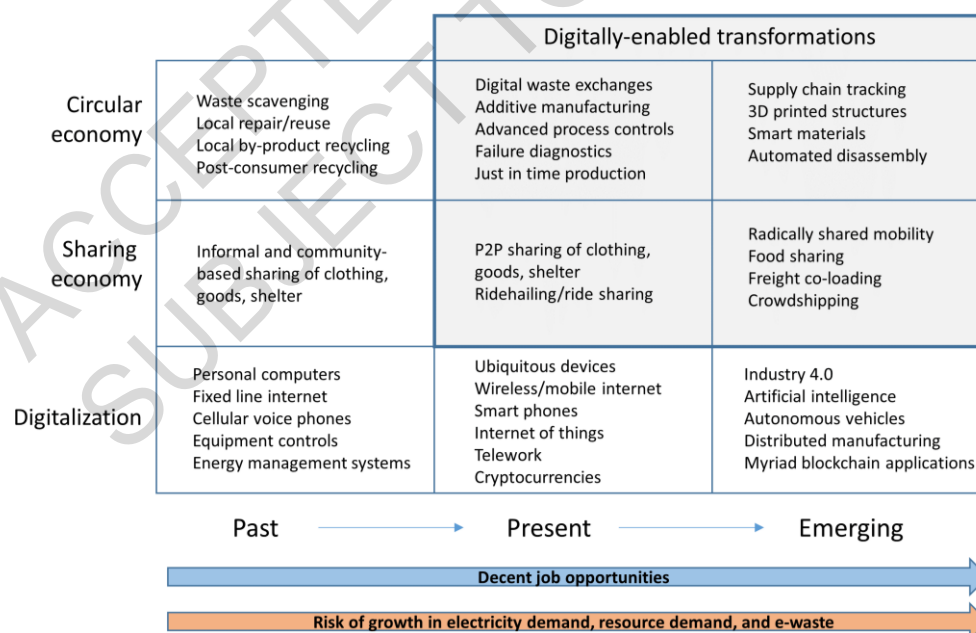 Digitally-enabled transformations
Circular
economy
Waste scavenging
Local repair/reuse
Local by-product recycling
Post-consumer recycling
Digital waste exchanges
Additive manufacturing
Advanced process controls
Failure diagnostics
Just in time production
Supply chain tracking
3D printed structures
Smart materials
Automated disassembly
Sharing
economy
Informal and community-
based sharing of clothing,
goods, shelter
P2P sharing of clothing,
goods, shelter
Ridehailing/ride sharing
Radically shared mobility
Food sharing
Freight co-loading
Crowdshipping
Digitalization
Personal computers
Fixed line internet
Cellular voice phones
Equipment controls
Energy management systems
Ubiquitous devices
Wireless/mobile internet
Smart phones
Internet of things
Telework
Cryptocurrencies
Industry 4.0
Artificial intelligence
Autonomous vehicles
Distributed manufacturing
Myriad blockchain applications
Past
Present
Emerging
Decent job opportunities
Risk of growth in electricity demand, resource demand, and e-waste
ACCEPTE
SUBJECT TO